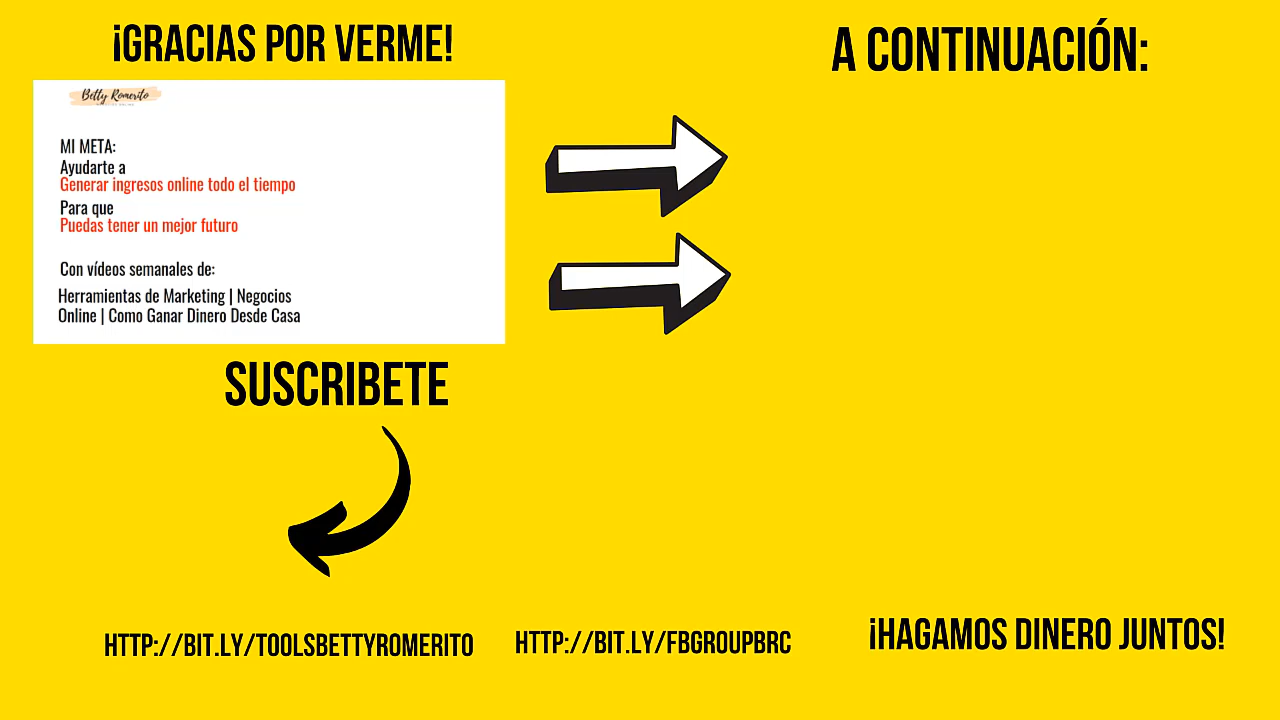 ¡GRACIAS POR VERME!
Betty Romerito
MI META:
Ayudarte a
Generar ingresos online todo el tiempo
Para que
Puedas tener un mejor futuro
Con vídeos semanales de:
Herramientas de Marketing | Negocios
Online | Como Ganar Dinero Desde Casa
SUSCRIBETE
HTTP://BIT.LY/TOOLSBETTYROMERITO
HTTP://BIT.LY/FBGROUPBRC
A CONTINUACIÓN:
¡HAGAMOS DINERO JUNTOS!